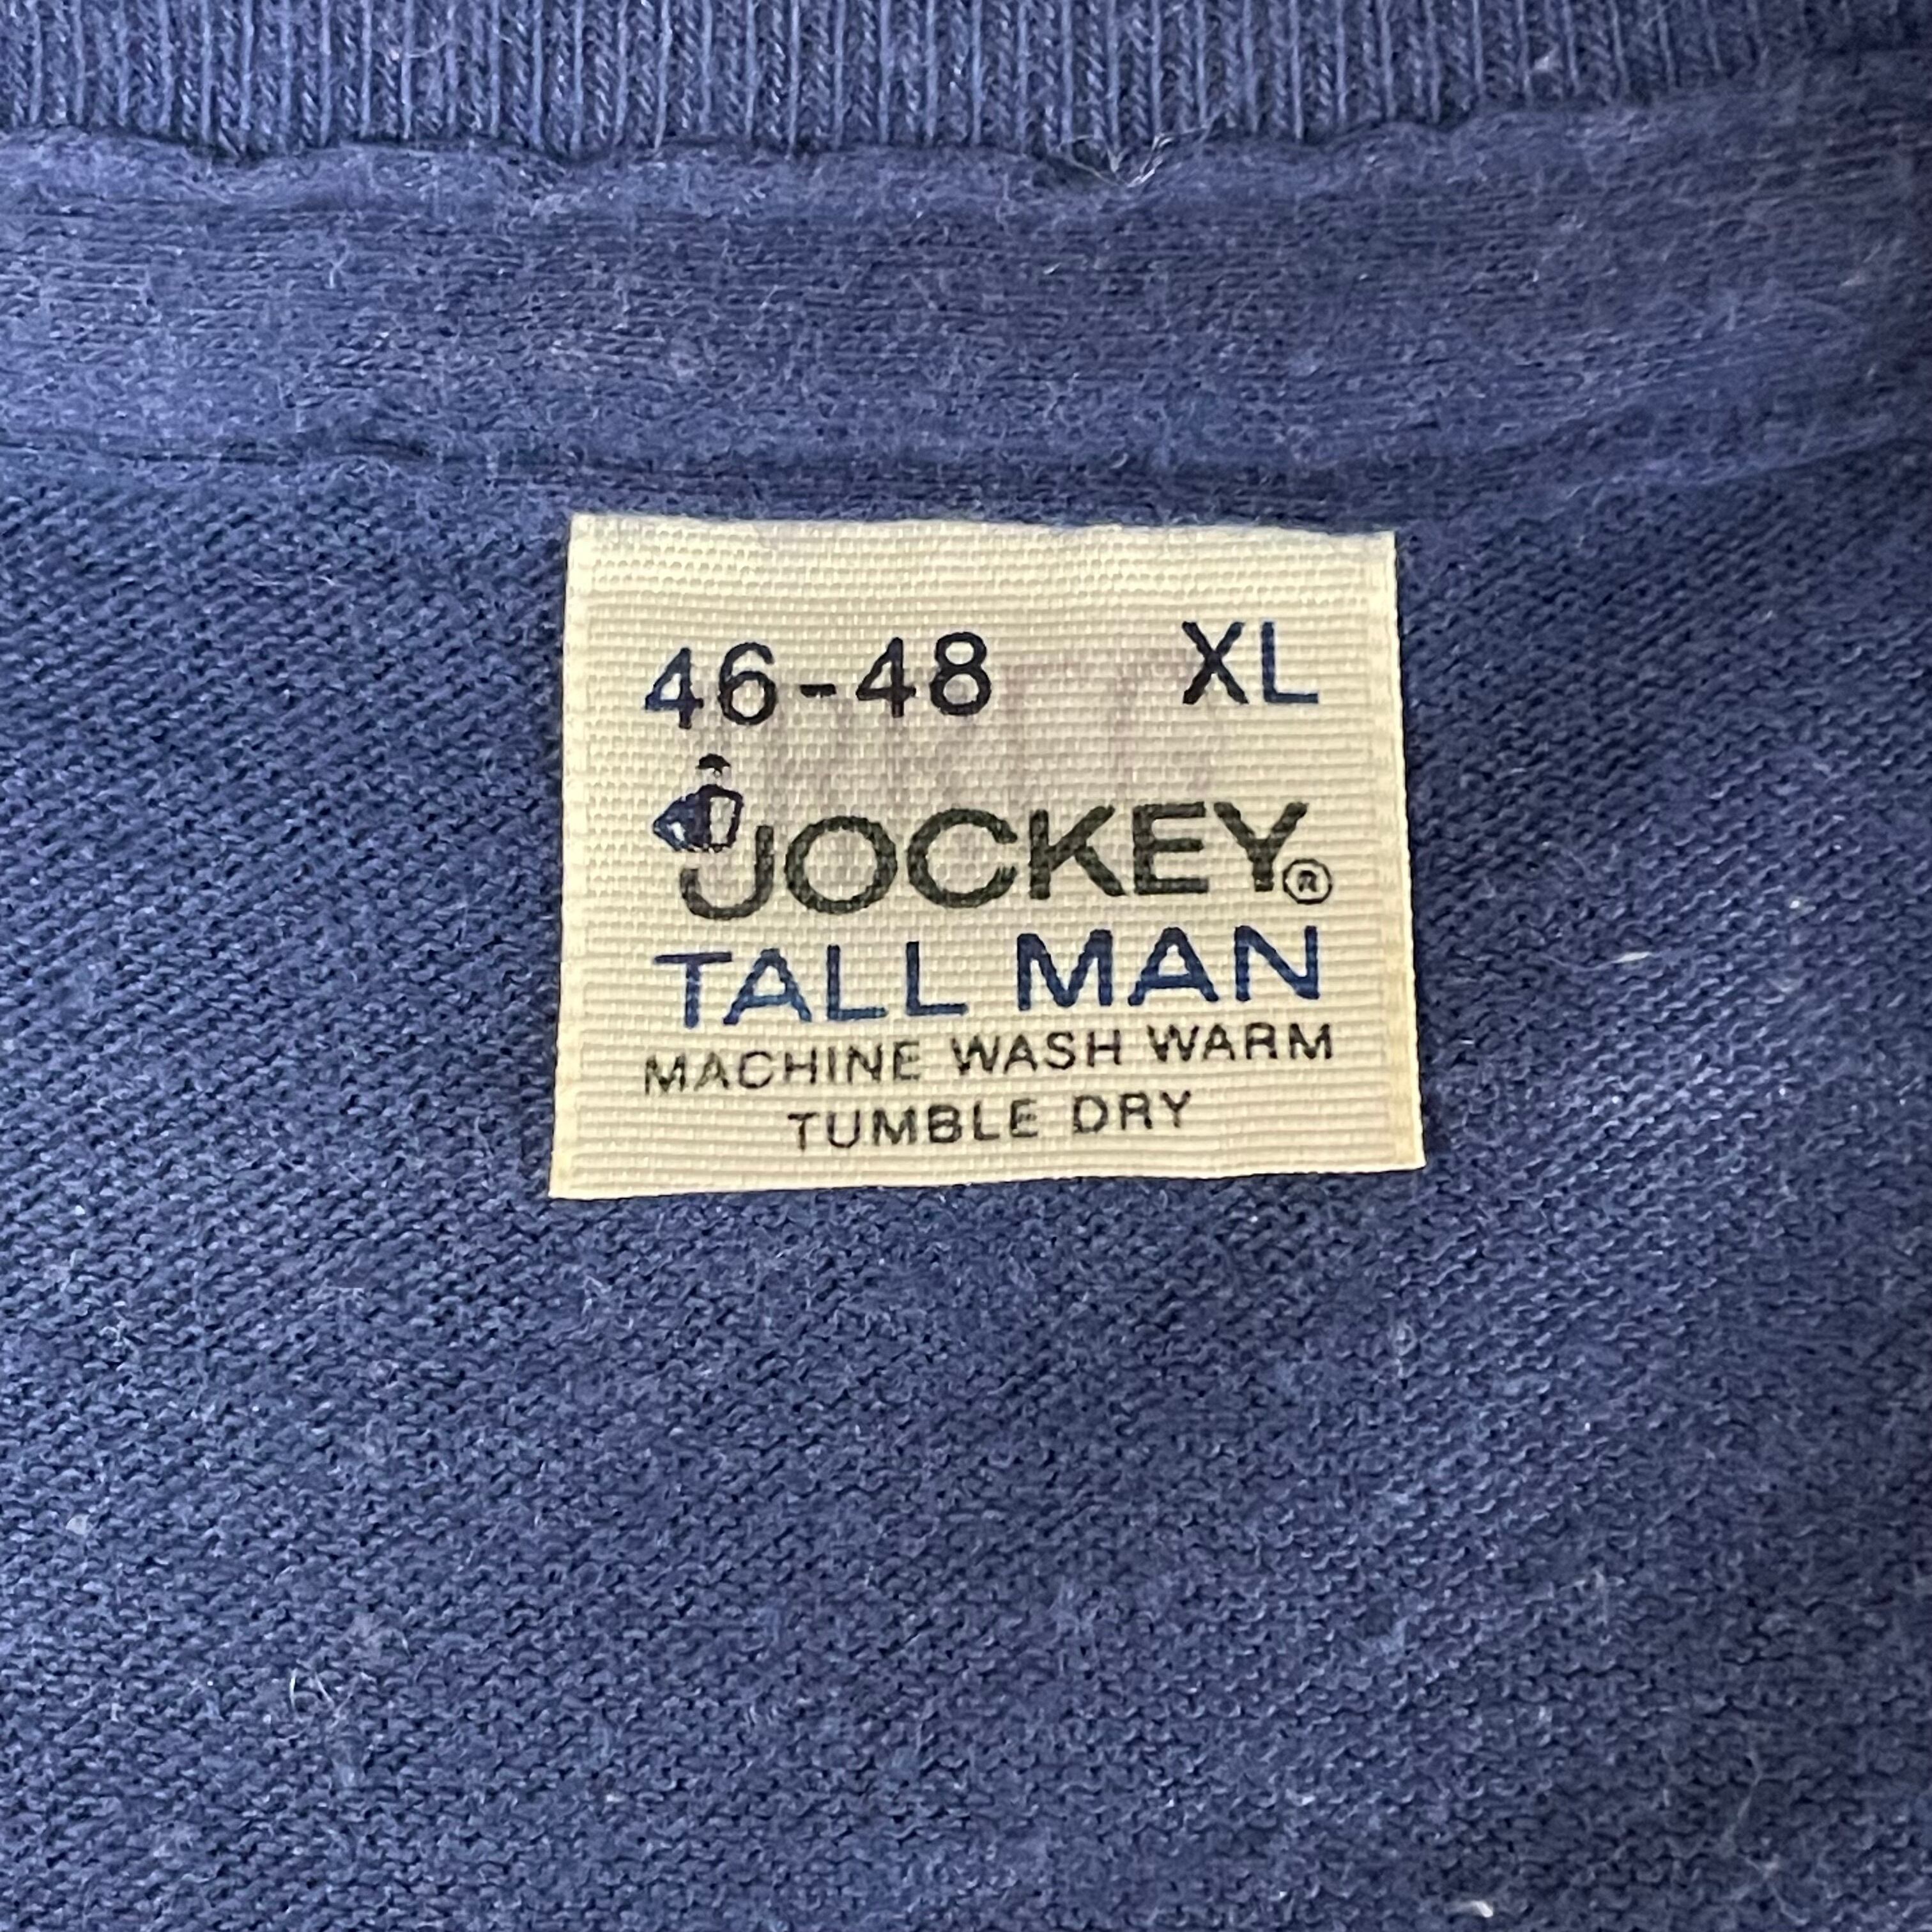 46-48 XL
JOCKEY®
TALL MAN
MACHINE WASH WARM
TUMBLE DRY